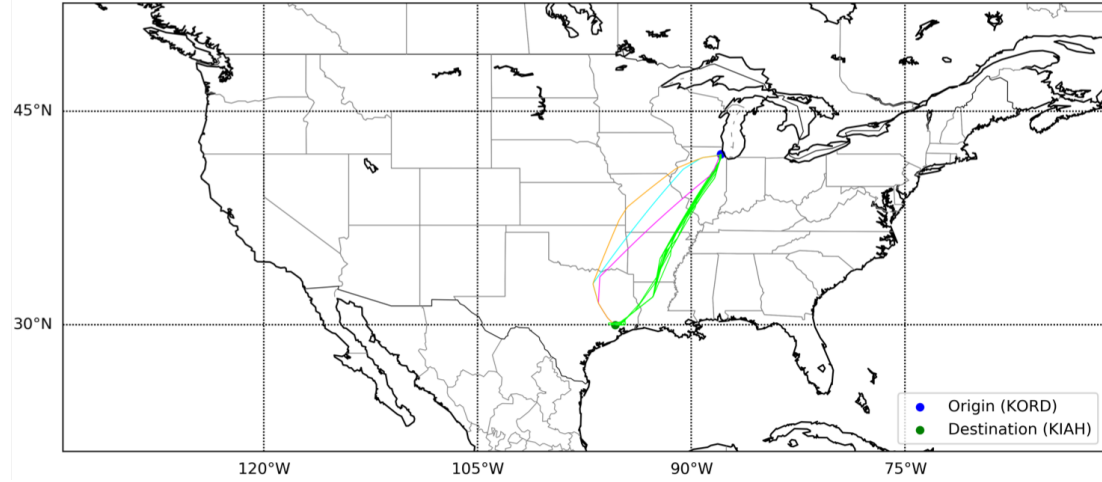 45°N
30°N
120°W
105°W
90°W
75°W
Origin (KORD)
Destination (KIAH)